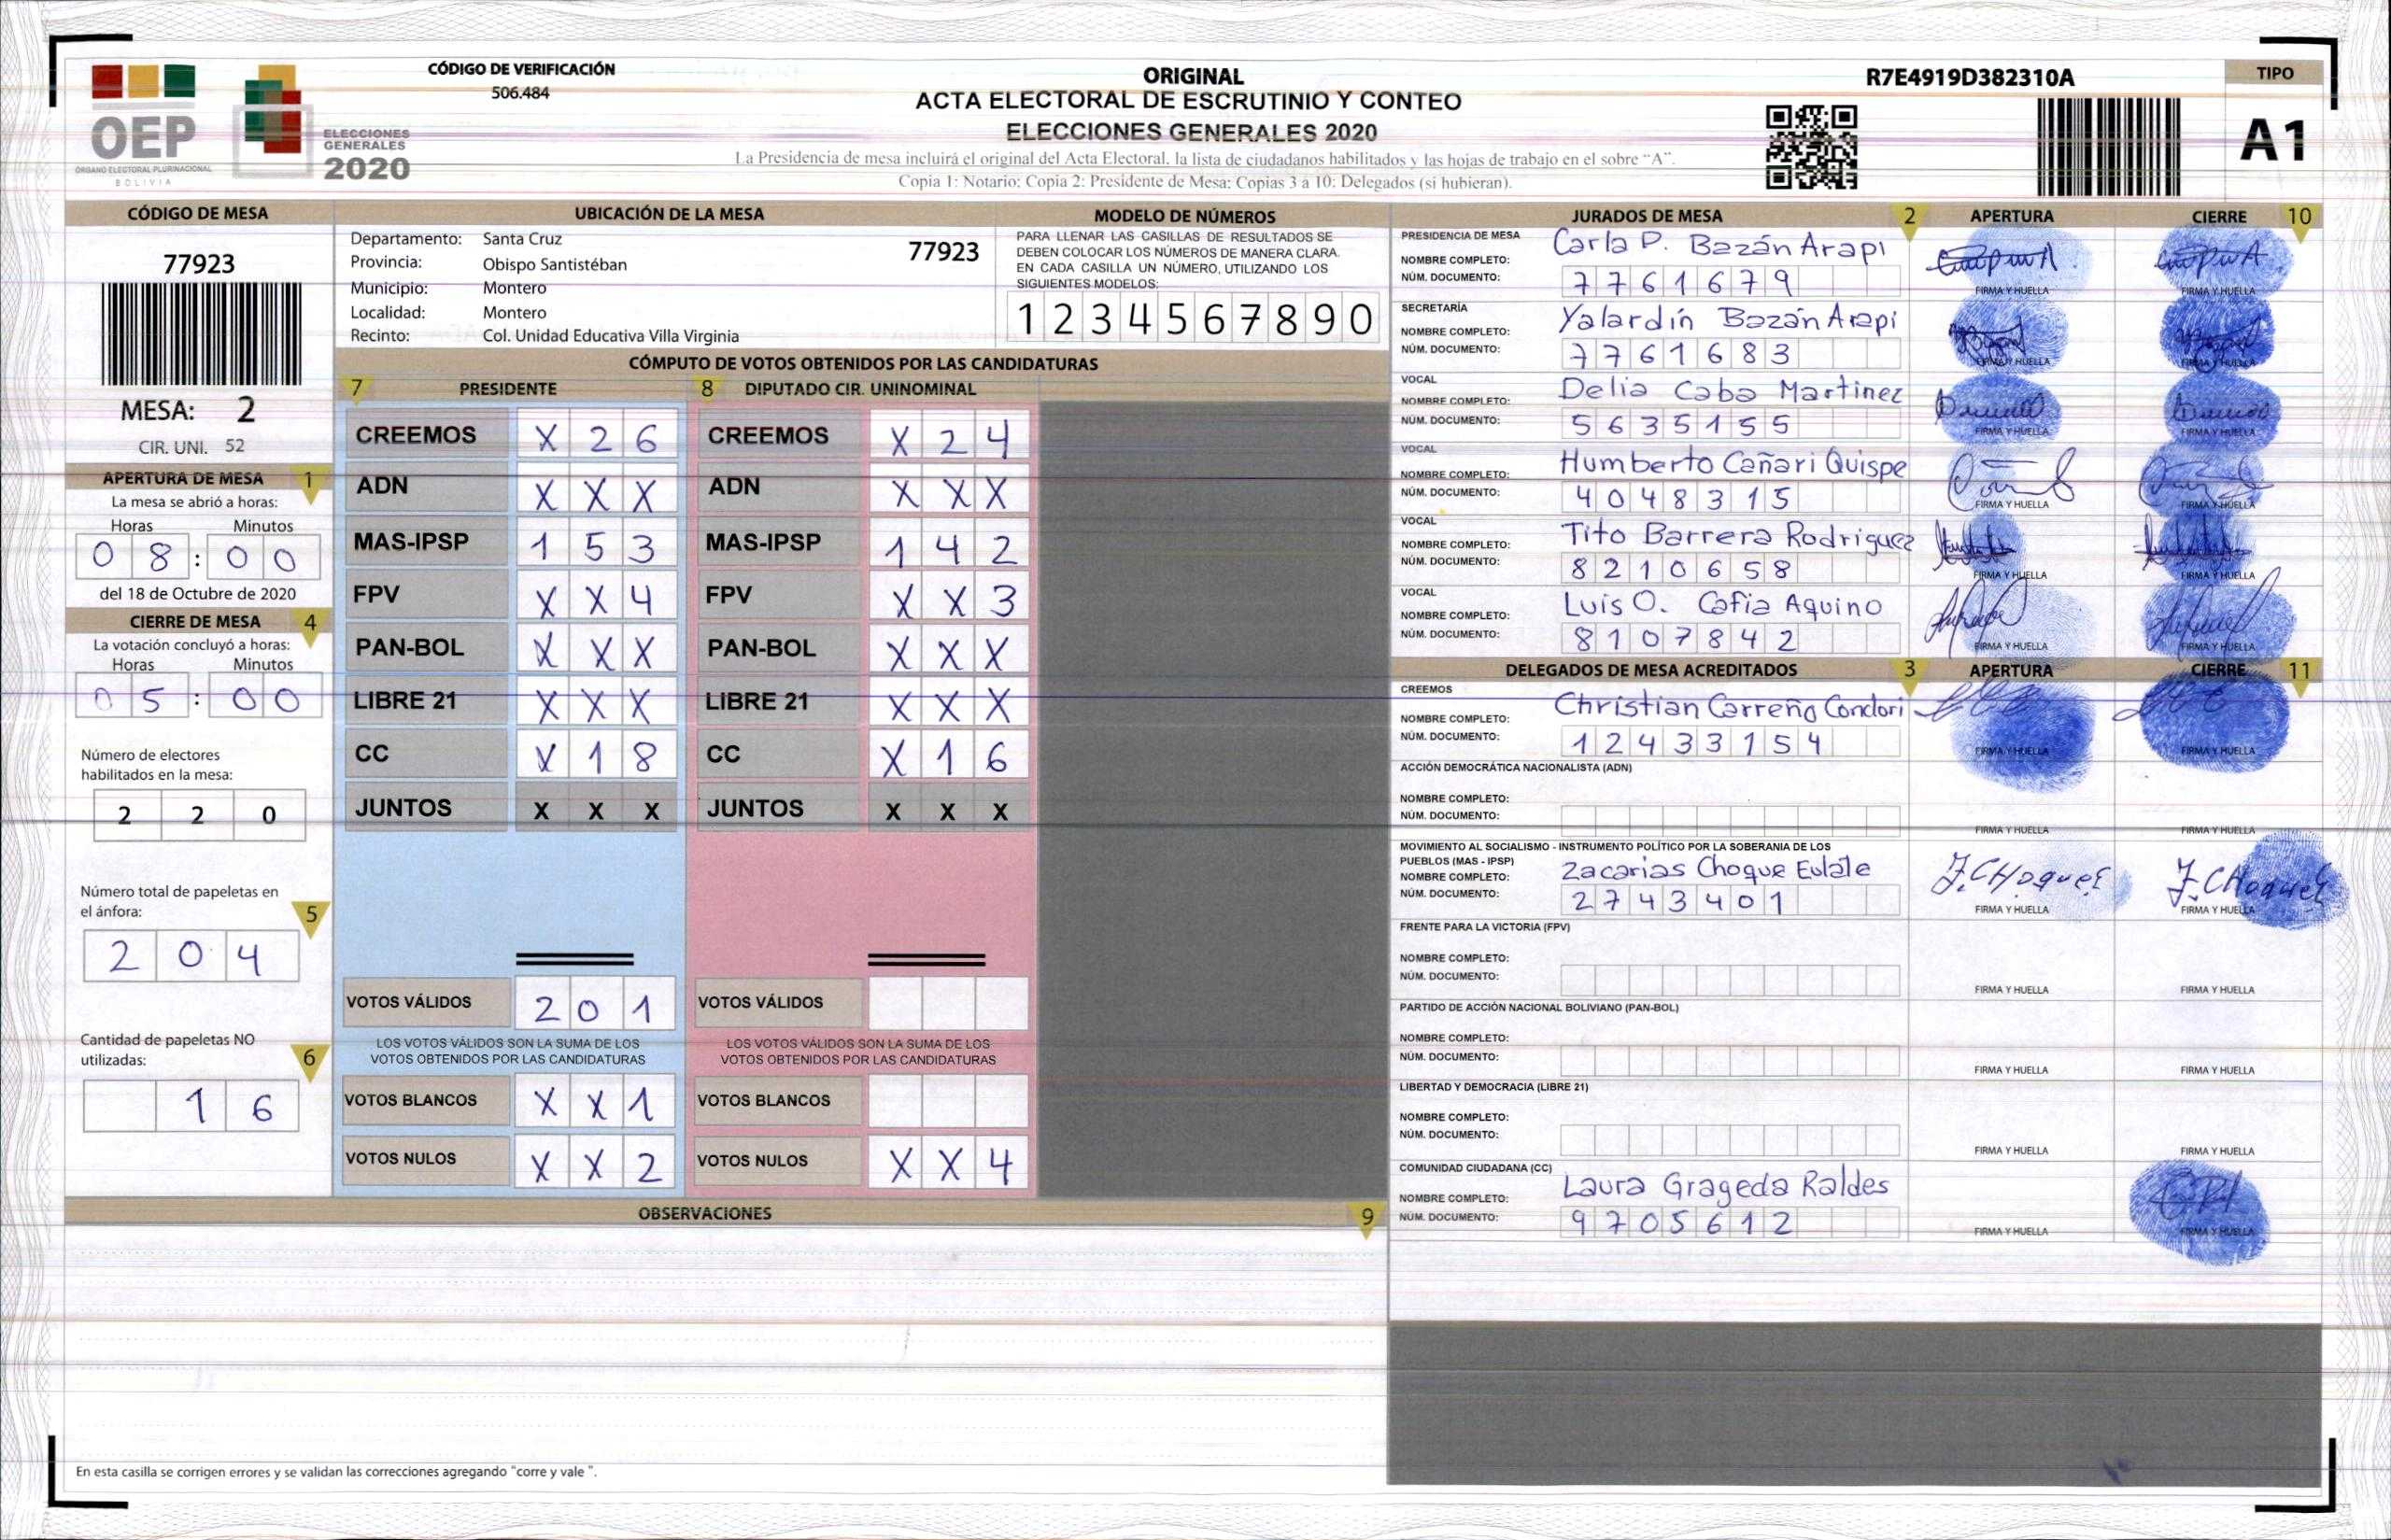 CÓDIGO DE VERIFICACIÓN
506.484
OEP
ÓRGANO ELECTORAL PLURINACIONAL
BOLIVIA
ELECCIONES
GENERALES
2020
ORIGINAL
ACTA ELECTORAL DE ESCRUTINIO Y CONTEO
ELECCIONES GENERALES 2020
La Presidencia de mesa incluirá el original del Acta Electoral, la lista de ciudadanos habilitados y las hojas de trabajo en el sobre "A".
Copia 1: Notario; Copia 2: Presidente de Mesa; Copias 3 a 10: Delegados (si hubieran).
R7E4919D382310A
TIPO
A1
CÓDIGO DE MESA
77923
MESA: 2
CIR. UNI. 52
APERTURA DE MESA 1
La mesa se abrió a horas:
Horas Minutos
0 8 : 0 0
del 18 de Octubre de 2020
CIERRE DE MESA 4
La votación concluyó a horas:
Horas Minutos
0 5 : 0 0
Número de electores
habilitados en la mesa:
2 2 0
Número total de papeletas en
el ánfora: 5
2 0 4
Cantidad de papeletas NO
utilizadas: 6
1 6
UBICACIÓN DE LA MESA
Departamento: Santa Cruz 77923
Provincia: Obispo Santistéban
Municipio: Montero
Localidad: Montero
Recinto: Col. Unidad Educativa Villa Virginia
MODELO DE NÚMEROS
PARA LLENAR LAS CASILLAS DE RESULTADOS SE
DEBEN COLOCAR LOS NÚMEROS DE MANERA CLARA.
EN CADA CASILLA UN NÚMERO, UTILIZANDO LOS
SIGUIENTES MODELOS:
1 2 3 4 5 6 7 8 9 0
CÓMPUTO DE VOTOS OBTENIDOS POR LAS CANDIDATURAS
7 PRESIDENTE
CREEMOS X 2 6
ADN X X X
MAS-IPSP 1 5 3
FPV X X 4
PAN-BOL X X X
LIBRE 21 X X X
CC X 1 8
JUNTOS X X X
VOTOS VÁLIDOS 2 0 1
LOS VOTOS VÁLIDOS SON LA SUMA DE LOS
VOTOS OBTENIDOS POR LAS CANDIDATURAS
VOTOS BLANCOS X X 1
VOTOS NULOS X X 2
8 DIPUTADO CIR. UNINOMINAL
CREEMOS X 2 4
ADN X X X
MAS-IPSP 1 4 2
FPV X X 3
PAN-BOL X X X
LIBRE 21 X X X
CC X 1 6
JUNTOS X X X
VOTOS VÁLIDOS
LOS VOTOS VÁLIDOS SON LA SUMA DE LOS
VOTOS OBTENIDOS POR LAS CANDIDATURAS
VOTOS BLANCOS
VOTOS NULOS X X 4
OBSERVACIONES 9
En esta casilla se corrigen errores y se validan las correcciones agregando "corre y vale ".
JURADOS DE MESA 2 APERTURA CIERRE 10
PRESIDENCIA DE MESA
NOMBRE COMPLETO: Carla P. Bazán Arapi
NÚM. DOCUMENTO: 7761679
FIRMA Y HUELLA FIRMA Y HUELLA
SECRETARÍA
NOMBRE COMPLETO: Yalardín Bazán Arapi
NÚM. DOCUMENTO: 7761683
FIRMA Y HUELLA FIRMA Y HUELLA
VOCAL
NOMBRE COMPLETO: Delia Caba Martinez
NÚM. DOCUMENTO: 5635155
FIRMA Y HUELLA FIRMA Y HUELLA
VOCAL
NOMBRE COMPLETO: Humberto Cañari Quispe
NÚM. DOCUMENTO: 4048315
FIRMA Y HUELLA FIRMA Y HUELLA
VOCAL
NOMBRE COMPLETO: Tito Barrera Rodriguez
NÚM. DOCUMENTO: 8210658
FIRMA Y HUELLA FIRMA Y HUELLA
VOCAL
NOMBRE COMPLETO: Luis O. Cafia Aquino
NÚM. DOCUMENTO: 8107842
FIRMA Y HUELLA FIRMA Y HUELLA
DELEGADOS DE MESA ACREDITADOS 3 APERTURA CIERRE 11
CREEMOS
NOMBRE COMPLETO: Christian Carreño Condori
NÚM. DOCUMENTO: 12433154
FIRMA Y HUELLA FIRMA Y HUELLA
ACCIÓN DEMOCRÁTICA NACIONALISTA (ADN)
NOMBRE COMPLETO:
NÚM. DOCUMENTO:
FIRMA Y HUELLA FIRMA Y HUELLA
MOVIMIENTO AL SOCIALISMO - INSTRUMENTO POLÍTICO POR LA SOBERANIA DE LOS
PUEBLOS (MAS - IPSP)
NOMBRE COMPLETO: Zacarias Choque Eulate
NÚM. DOCUMENTO: 2743401
FIRMA Y HUELLA FIRMA Y HUELLA
FRENTE PARA LA VICTORIA (FPV)
NOMBRE COMPLETO:
NÚM. DOCUMENTO:
FIRMA Y HUELLA FIRMA Y HUELLA
PARTIDO DE ACCIÓN NACIONAL BOLIVIANO (PAN-BOL)
NOMBRE COMPLETO:
NÚM. DOCUMENTO:
FIRMA Y HUELLA FIRMA Y HUELLA
LIBERTAD Y DEMOCRACIA (LIBRE 21)
NOMBRE COMPLETO:
NÚM. DOCUMENTO:
FIRMA Y HUELLA FIRMA Y HUELLA
COMUNIDAD CIUDADANA (CC)
NOMBRE COMPLETO: Laura Grageda Raldes
NÚM. DOCUMENTO: 9705612
FIRMA Y HUELLA FIRMA Y HUELLA